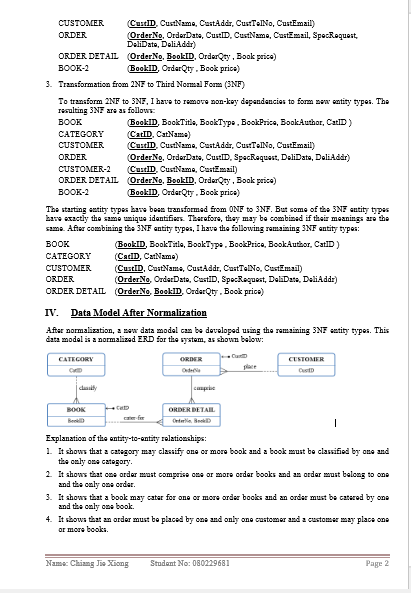 CUSTOMER (CustID, CustName, CustAddr, CustTelNo, CustEmail)
ORDER (OrderNo, OrderDate, CustID, CustName, CustEmail, SpecRequest,
DeliDate, DeliAddr)
ORDER DETAIL (OrderNo, BookID, OrderQty , Book price)
BOOK-2 (BookID, OrderQty , Book price)
3. Transformation from 2NF to Third Normal Form (3NF)
To transform 2NF to 3NF, I have to remove non-key dependencies to form new entity types. The
resulting 3NF are as follows:
BOOK (BookID, BookTitle, BookType , BookPrice, BookAuthor, CatID )
CATEGORY (CatID, CatName)
CUSTOMER (CustID, CustName, CustAddr, CustTelNo, CustEmail)
ORDER (OrderNo, OrderDate, CustID, SpecRequest, DeliDate, DeliAddr)
CUSTOMER-2 (CustID, CustName, CustEmail)
ORDER DETAIL (OrderNo, BookID, OrderQty , Book price)
BOOK-2 (BookID, OrderQty , Book price)
The starting entity types have been transformed from 0NF to 3NF. But some of the 3NF entity types
have exactly the same unique identifiers. Therefore, they may be combined if their meanings are the
same. After combining the 3NF entity types, I have the following remaining 3NF entity types:
BOOK (BookID, BookTitle, BookType , BookPrice, BookAuthor, CatID )
CATEGORY (CatID, CatName)
CUSTOMER (CustID, CustName, CustAddr, CustTelNo, CustEmail)
ORDER (OrderNo, OrderDate, CustID, SpecRequest, DeliDate, DeliAddr)
ORDER DETAIL (OrderNo, BookID, OrderQty , Book price)
IV. Data Model After Normalization
After normalization, a new data model can be developed using the remaining 3NF entity types. This
data model is a normalized ERD for the system, as shown below:
CATEGORY ORDER CustID CUSTOMER
CatID OrderNo place CustID
classify comprise
BOOK CatID ORDER DETAIL
BookID cater-for OrderNo, BookID
Explanation of the entity-to-entity relationships:
1. It shows that a category may classify one or more book and a book must be classified by one and
the only one category.
2. It shows that one order must comprise one or more order books and an order must belong to one
and the only one order.
3. It shows that a book may cater for one or more order books and an order must be catered by one
and the only one book.
4. It shows that an order must be placed by one and only one customer and a customer may place one
or more books.
Name: Chiang Jie Xiong Student No: 080229681 Page 2